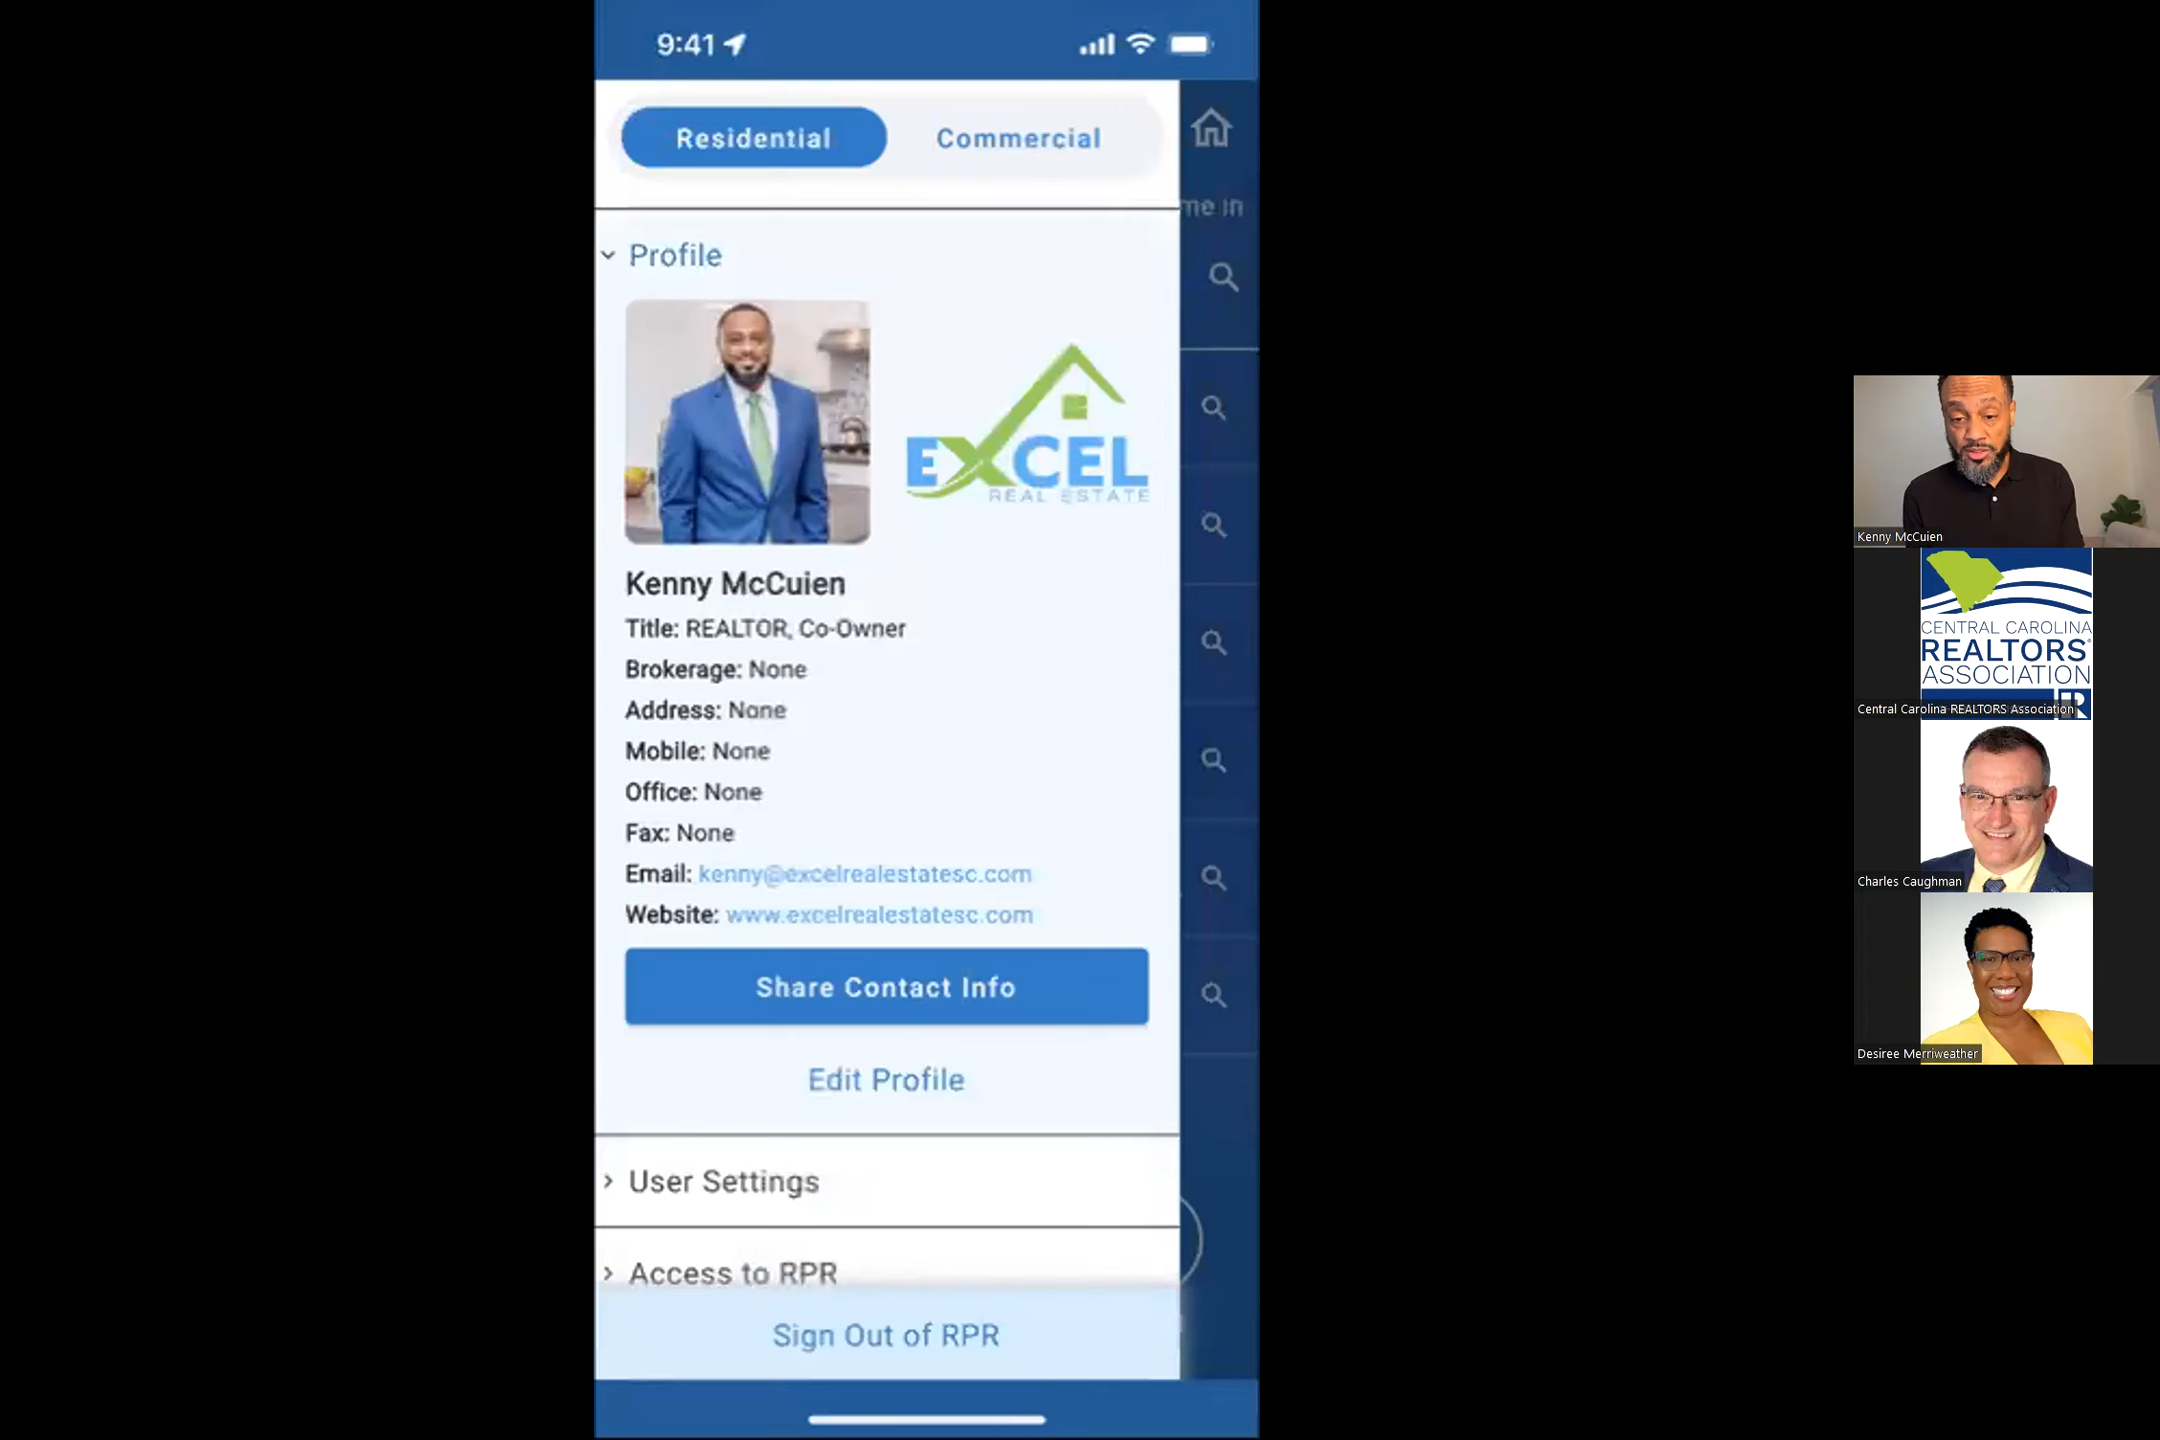 9:41
Residential
Commercial
me in
Profile
EXCEL
REAL ESTATE
Kenny McCuien
Title: REALTOR, Co-Owner
Brokerage: None
Address: None
Mobile: None
Office: None
Fax: None
Email: kenny@excelrealestatesc.com
Website: www.excelrealestatesc.com
Share Contact Info
Edit Profile
User Settings
Access to RPR
Sign Out of RPR
Kenny McCuien
CENTRAL CAROLINA
REALTORS®
ASSOCIATION
Central Carolina REALTORS Association
Charles Caughman
Desiree Merriweather